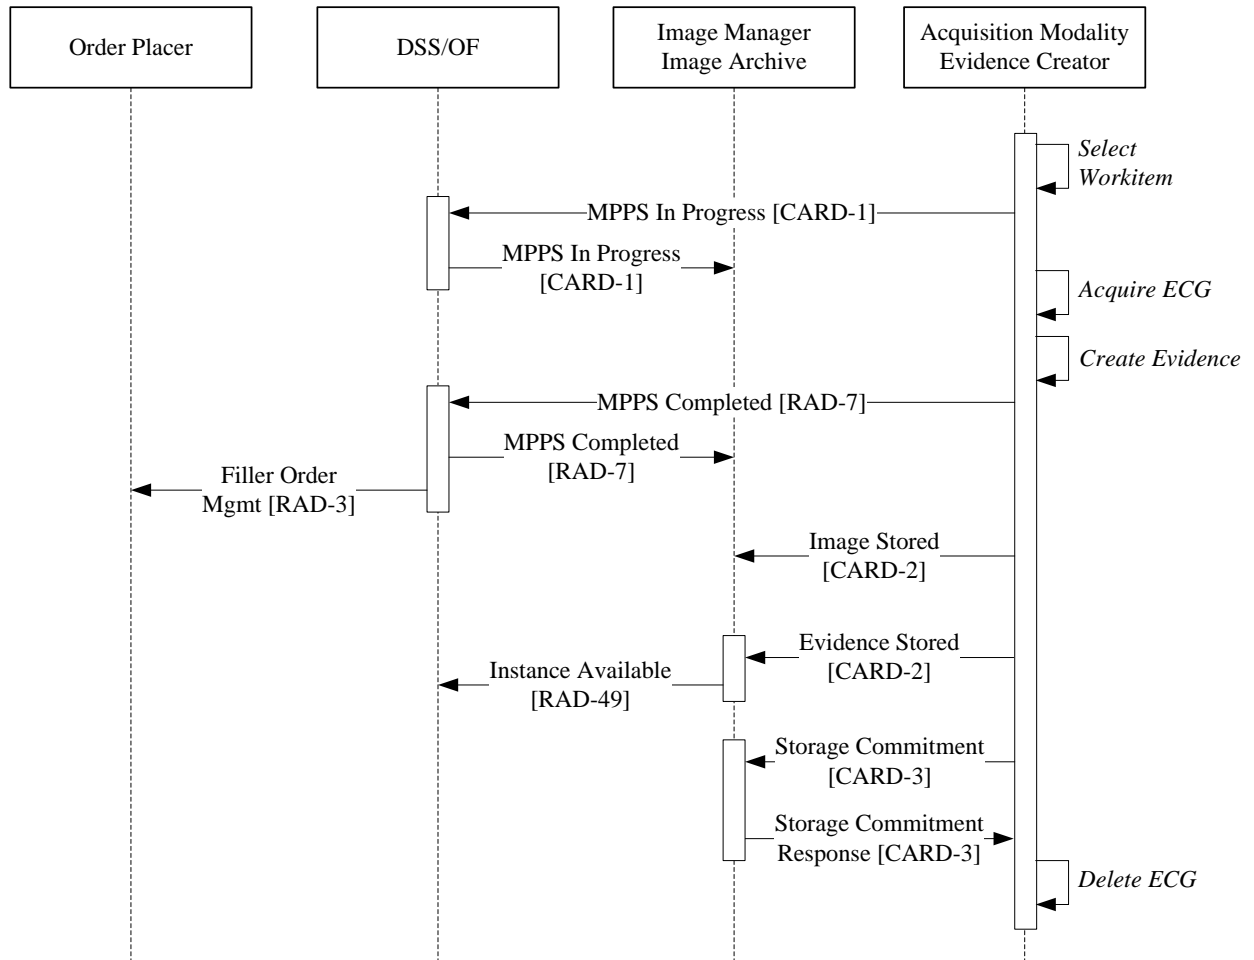 Order Placer
DSS/OF
Image Manager
Image Archive
Acquisition Modality
Evidence Creator
Select
Workitem
MPPS In Progress [CARD-1]
MPPS In Progress
[CARD-1]
Acquire ECG
Create Evidence
MPPS Completed [RAD-7]
MPPS Completed
[RAD-7]
Filler Order
Mgmt [RAD-3]
Image Stored
[CARD-2]
Evidence Stored
[CARD-2]
Instance Available
[RAD-49]
Storage Commitment
[CARD-3]
Storage Commitment
Response [CARD-3]
Delete ECG